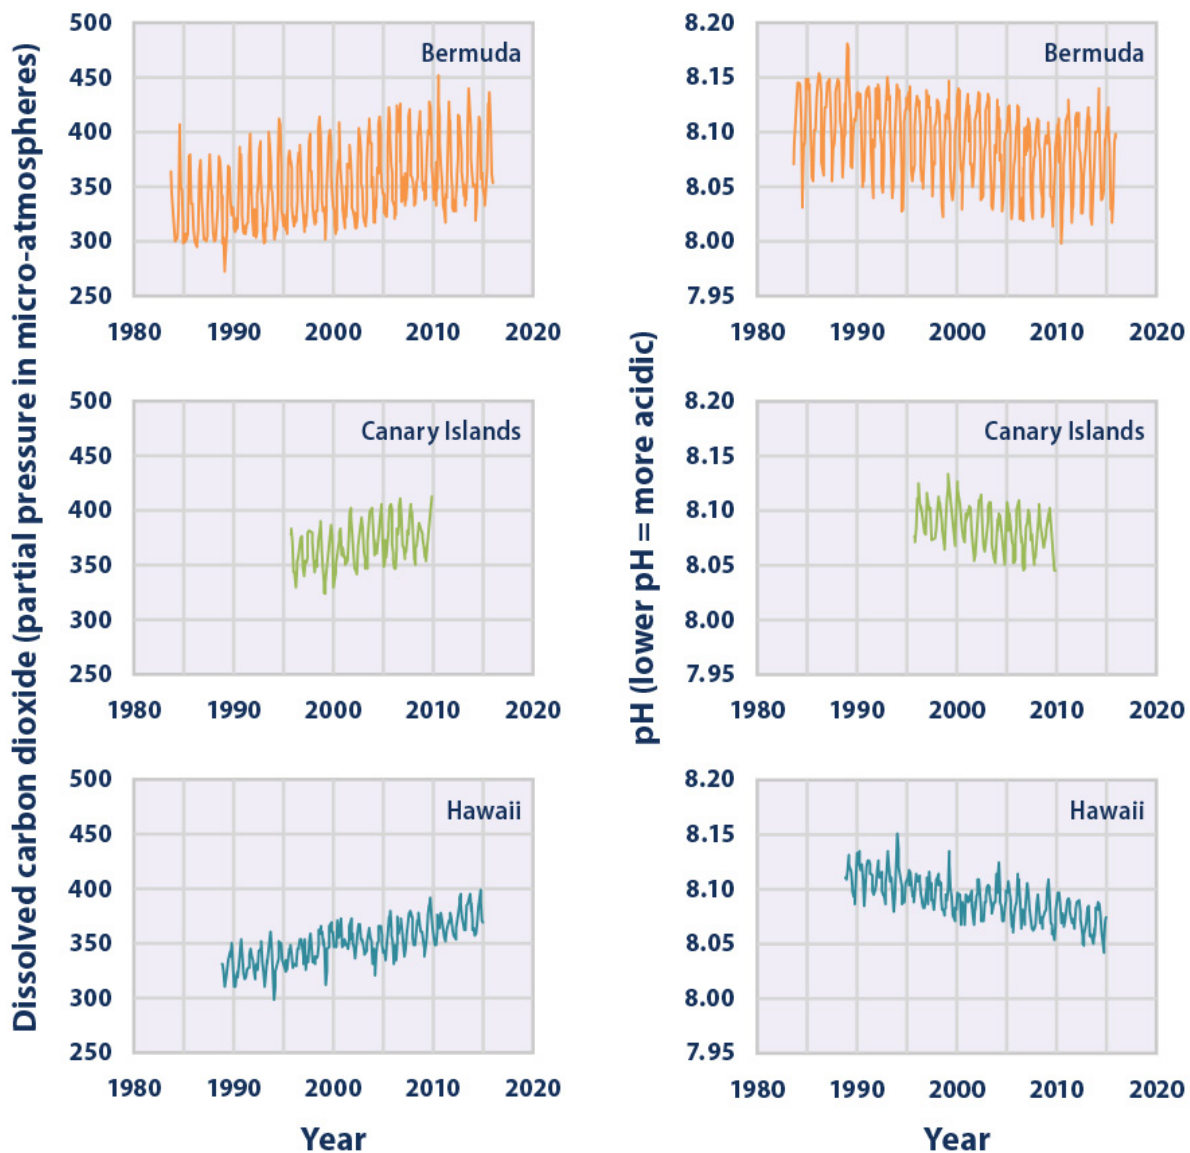 Dissolved carbon dioxide (partial pressure in micro-atmospheres)
500
450
400
350
300
250
Bermuda
1980 1990 2000 2010 2020
500
450
400
350
300
250
Canary Islands
1980 1990 2000 2010 2020
500
450
400
350
300
250
Hawaii
1980 1990 2000 2010 2020
Year
pH (lower pH = more acidic)
8.20
8.15
8.10
8.05
8.00
7.95
Bermuda
1980 1990 2000 2010 2020
8.20
8.15
8.10
8.05
8.00
7.95
Canary Islands
1980 1990 2000 2010 2020
8.20
8.15
8.10
8.05
8.00
7.95
Hawaii
1980 1990 2000 2010 2020
Year